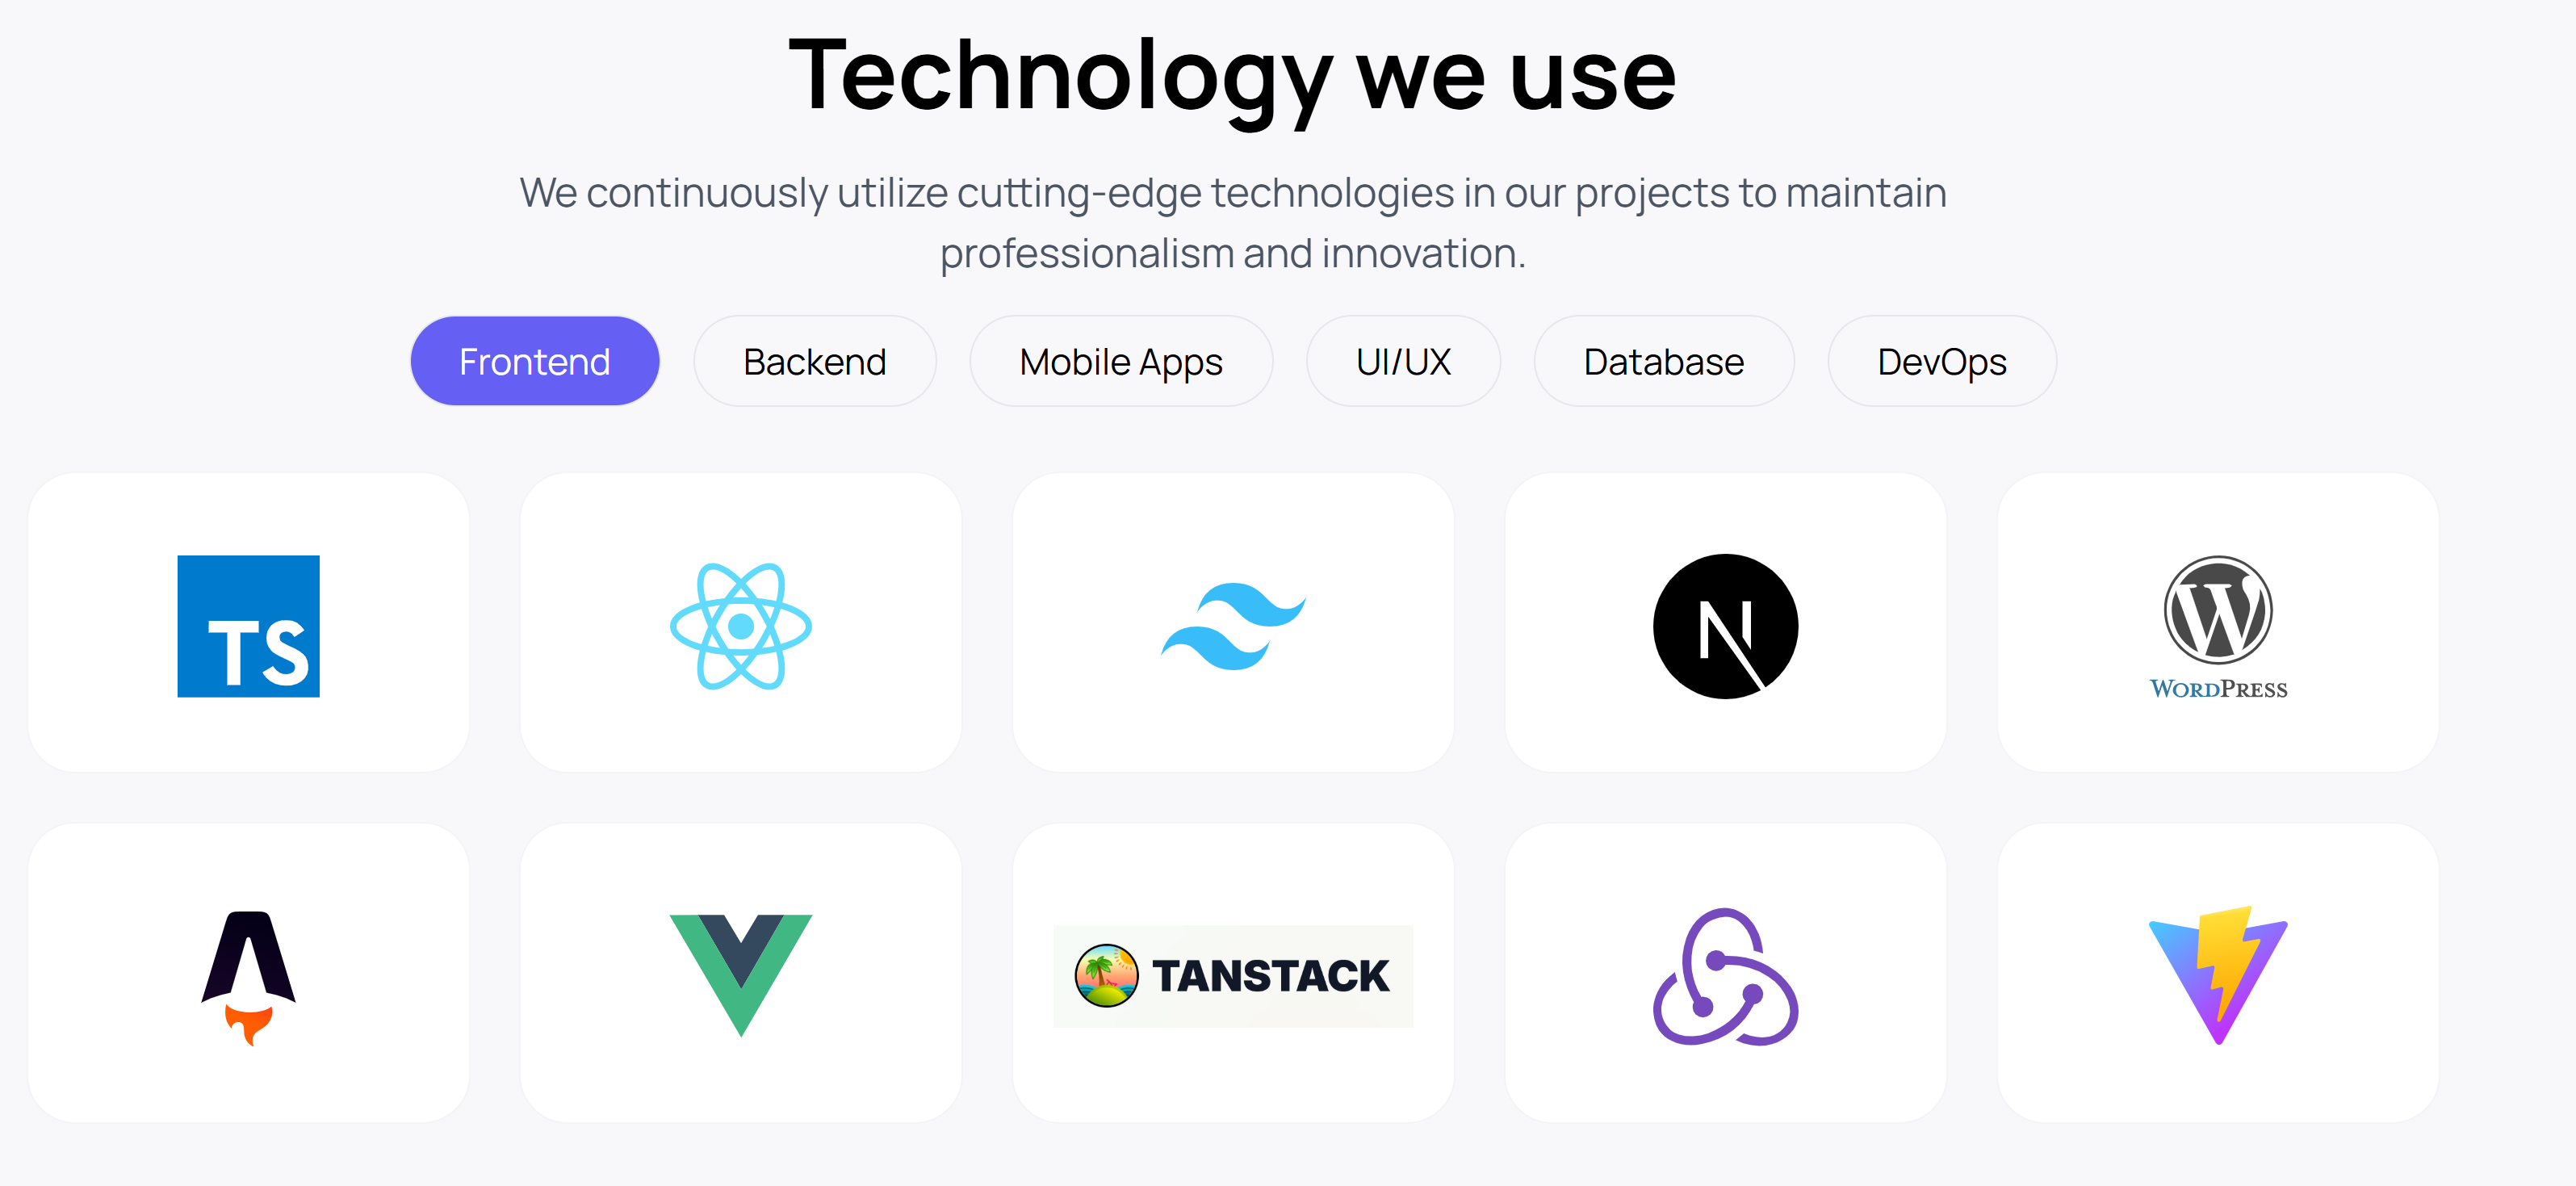 Technology we use
We continuously utilize cutting-edge technologies in our projects to maintain
professionalism and innovation.
Frontend
Backend
Mobile Apps
UI/UX
Database
DevOps
TS
N
W
WORDPRESS
TANSTACK